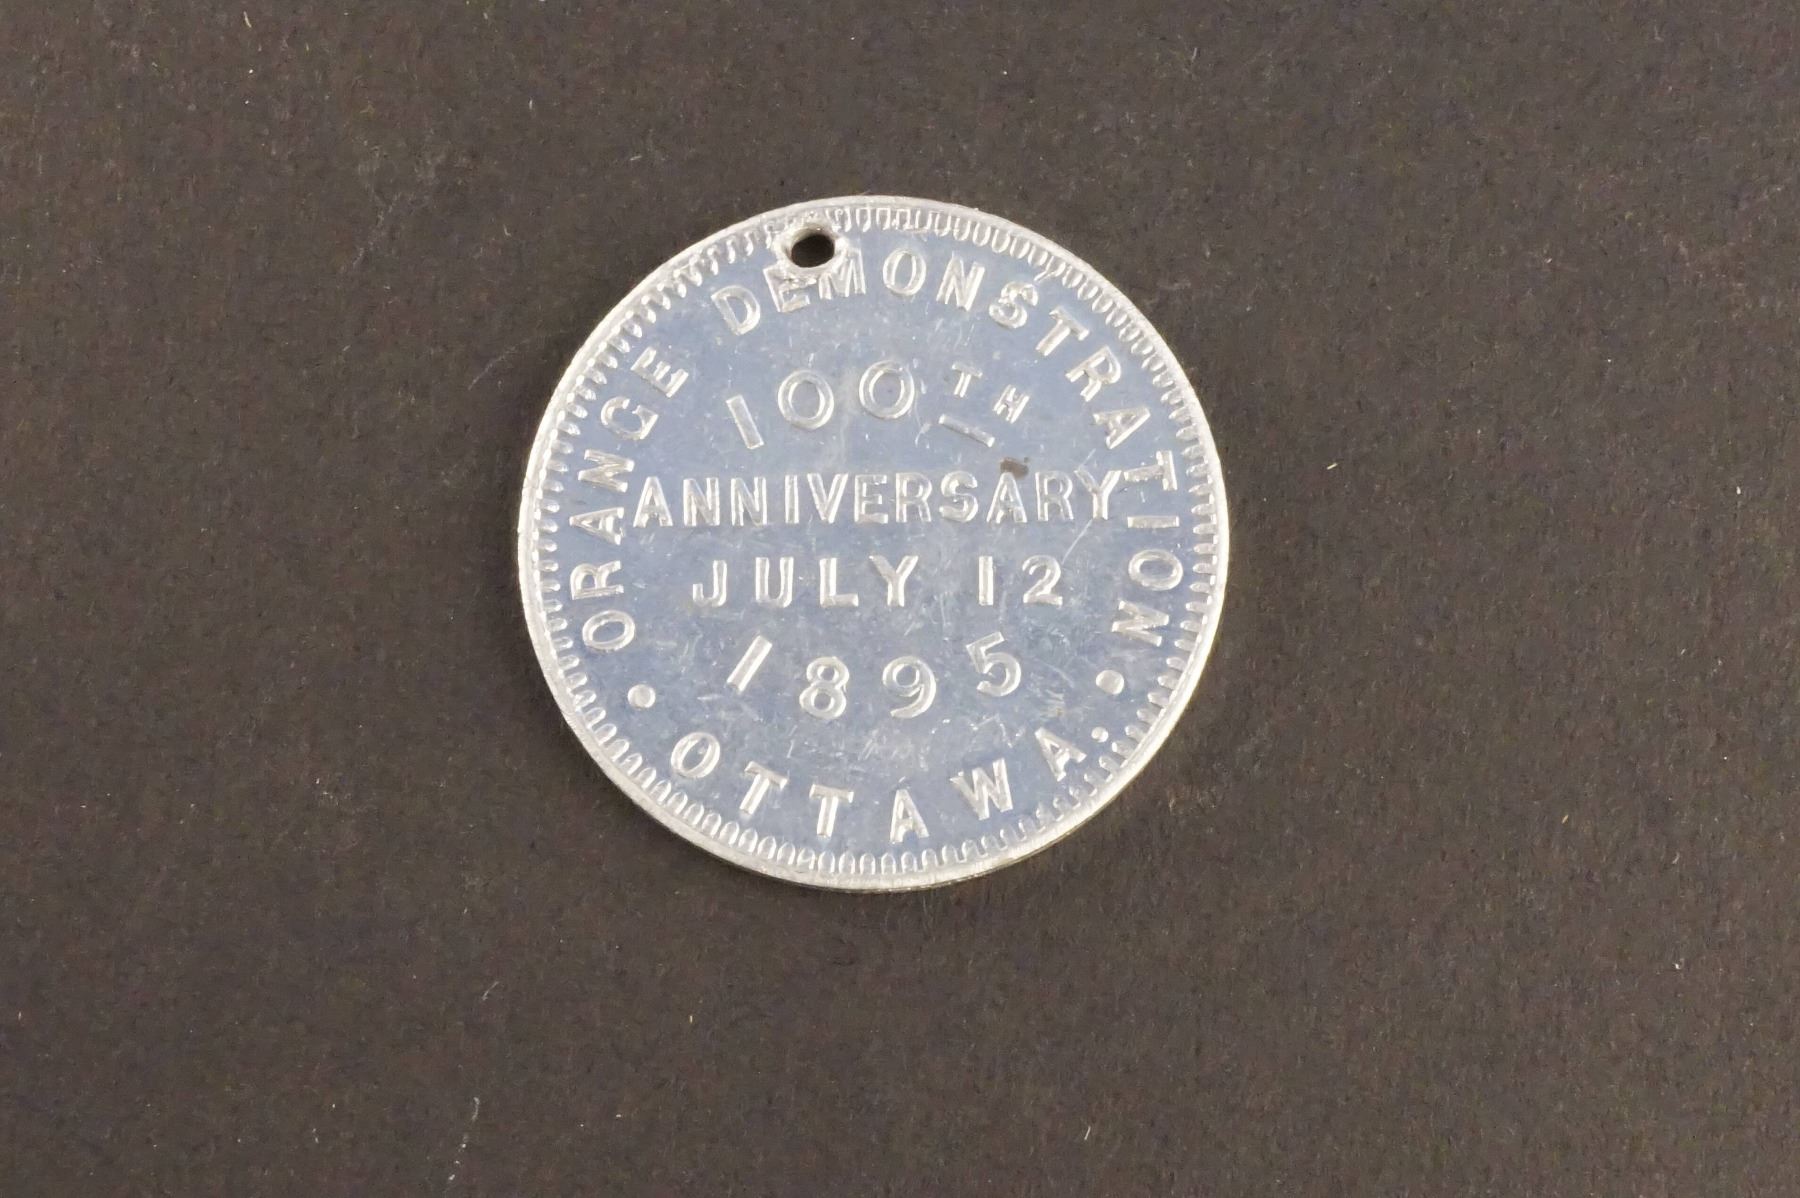 ORANGE DEMONSTRATION
100TH
ANNIVERSARY
JULY 12
1895
• OTTAWA. •